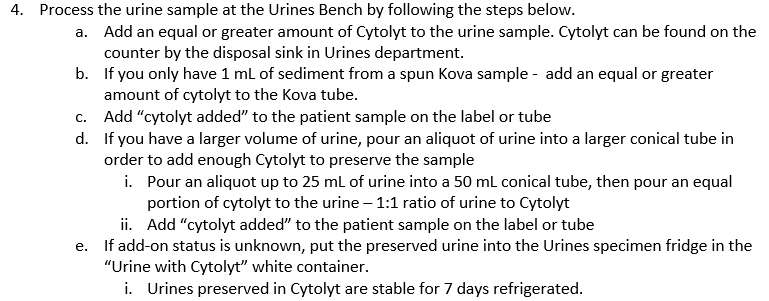 4. Process the urine sample at the Urines Bench by following the steps below.
a. Add an equal or greater amount of Cytolyt to the urine sample. Cytolyt can be found on the
counter by the disposal sink in Urines department.
b. If you only have 1 mL of sediment from a spun Kova sample - add an equal or greater
amount of cytolyt to the Kova tube.
c. Add “cytolyt added” to the patient sample on the label or tube
d. If you have a larger volume of urine, pour an aliquot of urine into a larger conical tube in
order to add enough Cytolyt to preserve the sample
i. Pour an aliquot up to 25 mL of urine into a 50 mL conical tube, then pour an equal
portion of cytolyt to the urine – 1:1 ratio of urine to Cytolyt
ii. Add “cytolyt added” to the patient sample on the label or tube
e. If add-on status is unknown, put the preserved urine into the Urines specimen fridge in the
“Urine with Cytolyt” white container.
i. Urines preserved in Cytolyt are stable for 7 days refrigerated.